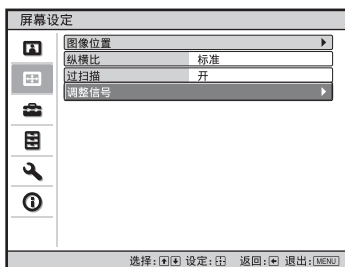 屏幕设定
图像位置
纵横比 标准
过扫描 开
调整信号
选择: 设定: 返回: 退出: MENU